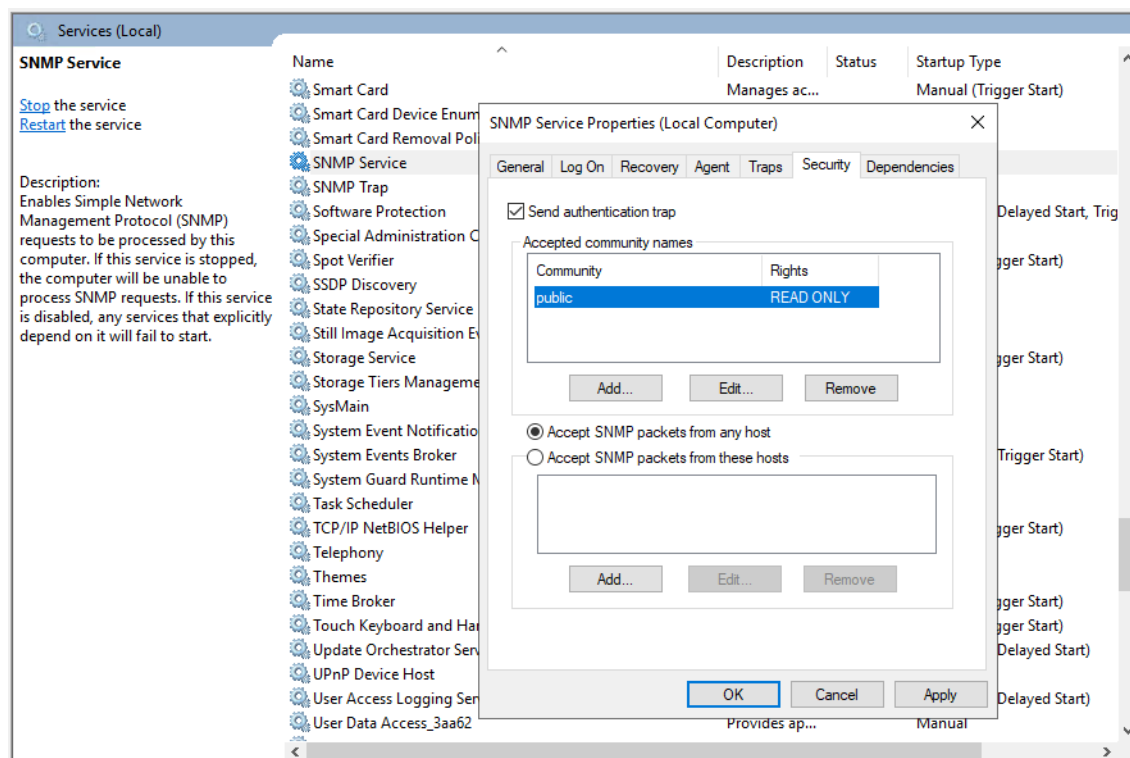 Services (Local)
SNMP Service
Stop the service
Restart the service
Description:
Enables Simple Network
Management Protocol (SNMP)
requests to be processed by this
computer. If this service is stopped,
the computer will be unable to
process SNMP requests. If this service
is disabled, any services that explicitly
depend on it will fail to start.
Name Description Status Startup Type
Smart Card Manages ac... Manual (Trigger Start)
Smart Card Device Enum
Smart Card Removal Poli
SNMP Service
SNMP Trap
Software Protection Delayed Start, Trig
Special Administration C
Spot Verifier gger Start)
SSDP Discovery
State Repository Service
Still Image Acquisition Ev
Storage Service gger Start)
Storage Tiers Manageme
SysMain
System Event Notificatio
System Events Broker Trigger Start)
System Guard Runtime M
Task Scheduler
TCP/IP NetBIOS Helper gger Start)
Telephony
Themes
Time Broker gger Start)
Touch Keyboard and Har gger Start)
Update Orchestrator Serv Delayed Start)
UPnP Device Host
User Access Logging Serv Delayed Start)
User Data Access_3aa62 Provides ap... Manual
SNMP Service Properties (Local Computer)
General Log On Recovery Agent Traps Security Dependencies
Send authentication trap
Accepted community names
Community Rights
public READ ONLY
Add... Edit... Remove
Accept SNMP packets from any host
Accept SNMP packets from these hosts
Add... Edit... Remove
OK Cancel Apply